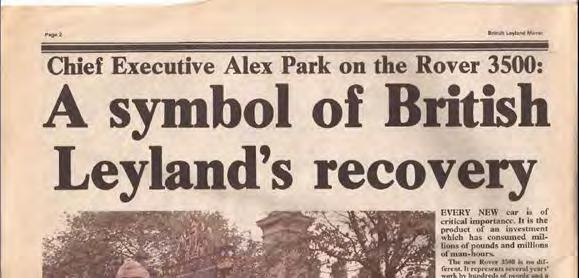 Page 2
British Leyland Mirror
Chief Executive Alex Park on the Rover 3500:
A symbol of British
Leyland's recovery
EVERY NEW car is of
critical importance. It is the
product of an investment
which has consumed mil-
lions of pounds and millions
of man-hours.
The new Rover 3500 is no dif-
ferent. It represents several years'
work by hundreds of people and a